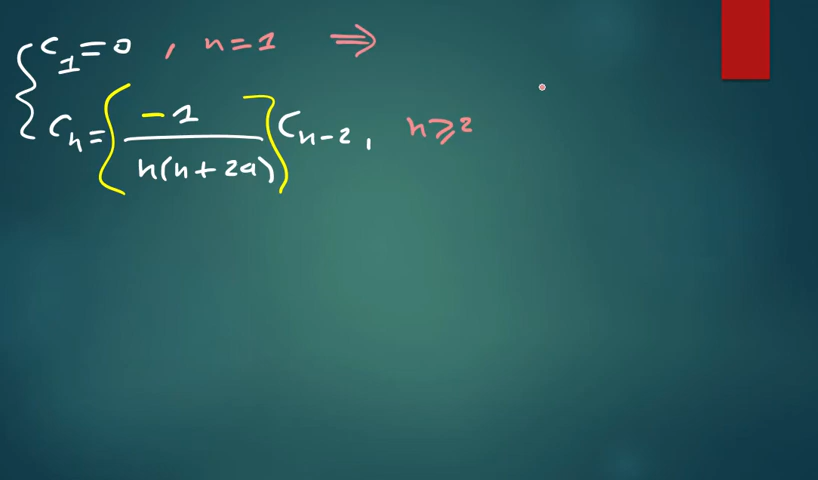 C₁ = 0 , n = 1 ⇒
Cₙ = (-1 / n(n + 2a)) Cₙ₋₂ , n ⩾ 2